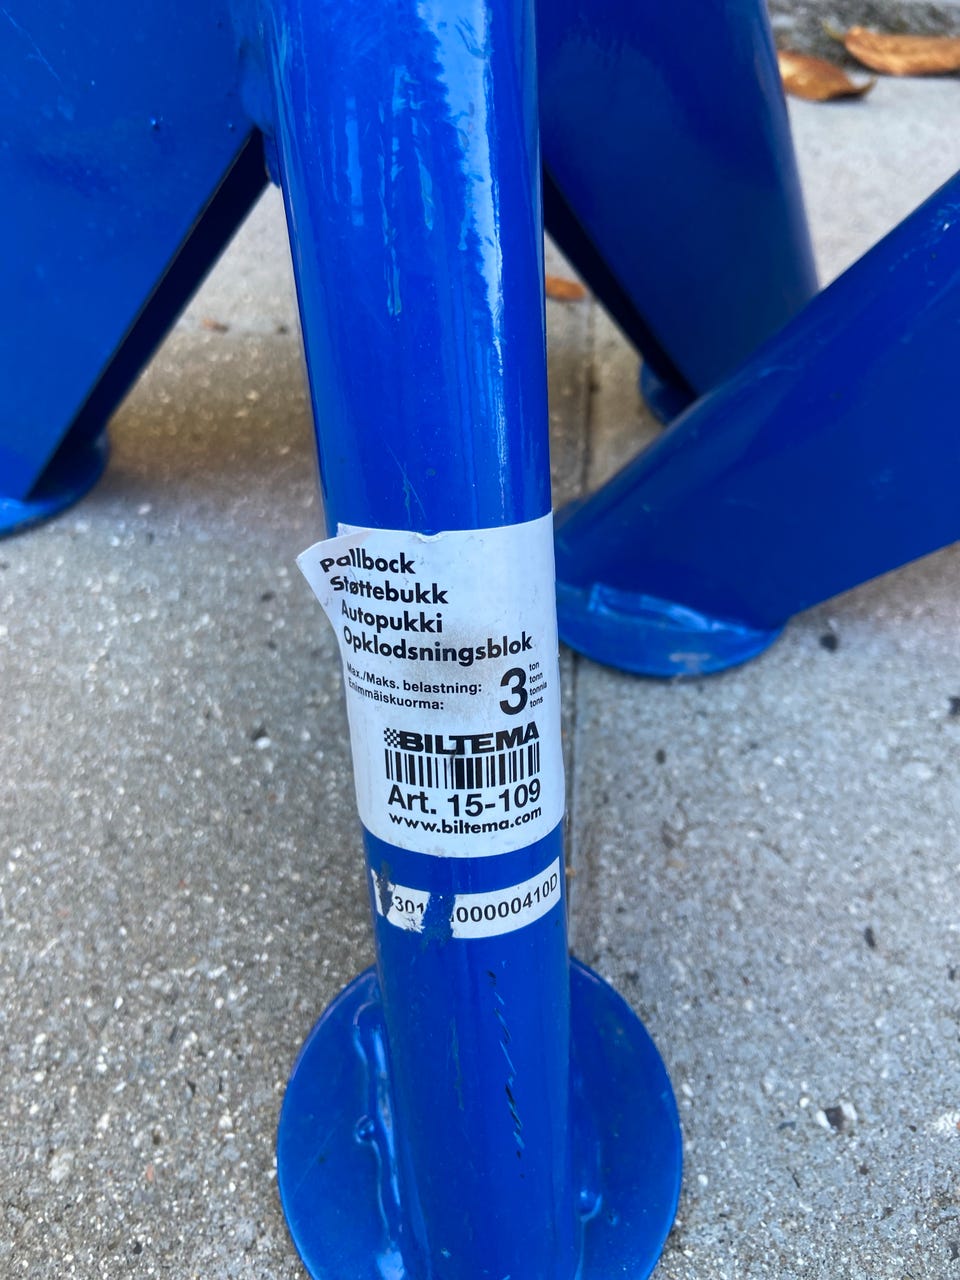 Pallbock
Støttebukk
Autopukki
Opklodsningsblok
Max./Maks. belastning:
Enimmäiskuorma:
3
ton
tonn
tonnia
tons
BILTEMA
Art. 15-109
www.biltema.com
00000410D